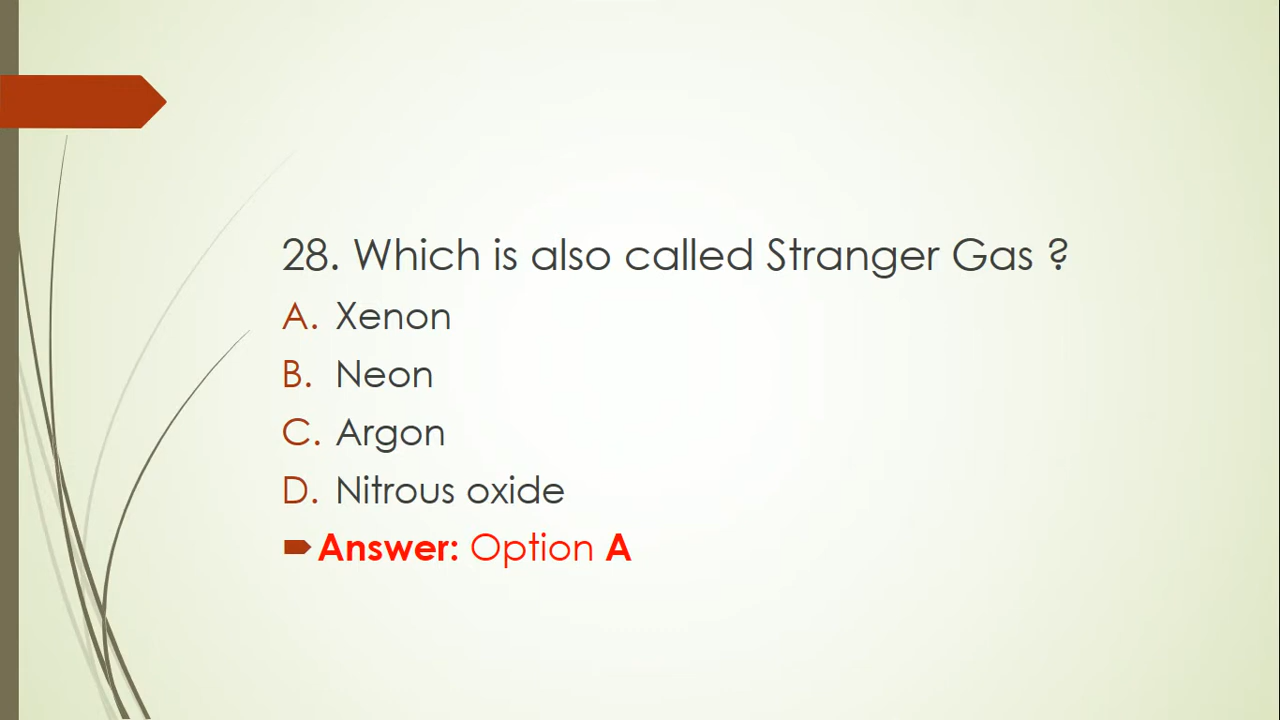 28. Which is also called Stranger Gas ?
A. Xenon
B. Neon
C. Argon
D. Nitrous oxide
Answer: Option A